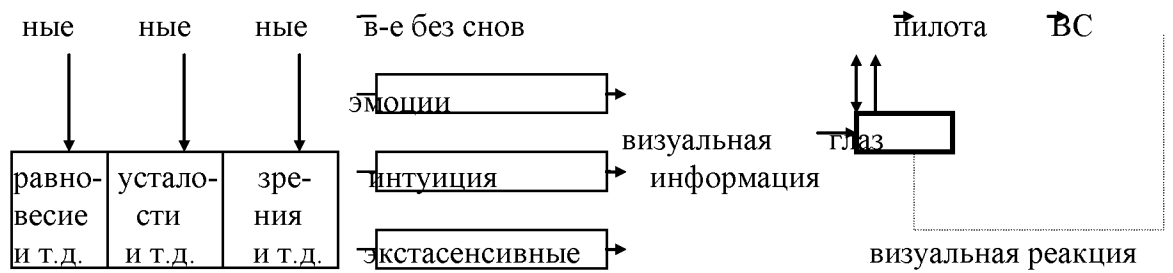 ные ные ные в-е без снов пилота ВС
эмоции
визуальная глаз
равно- устало- зре- интуиция информация
весие сти ния
и т.д. и т.д. и т.д. экстасенсивные визуальная реакция